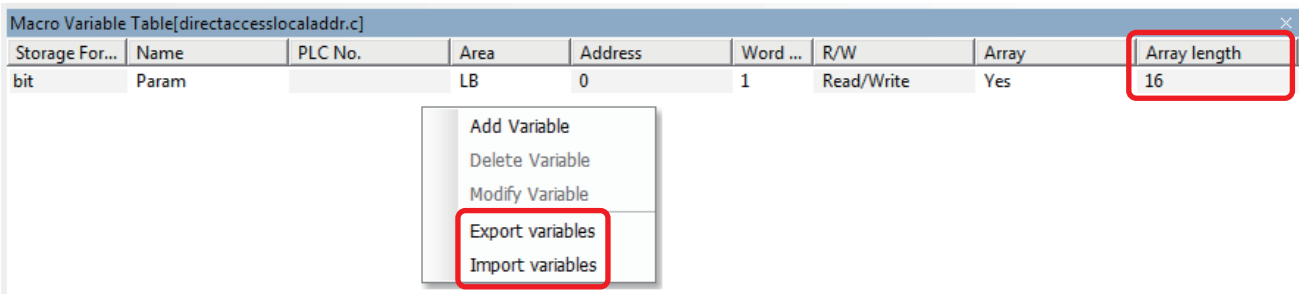 Macro Variable Table[directaccesslocaladdr.c]
Storage For... Name PLC No. Area Address Word ... R/W Array Array length
bit Param LB 0 1 Read/Write Yes 16
Add Variable
Delete Variable
Modify Variable
Export variables
Import variables